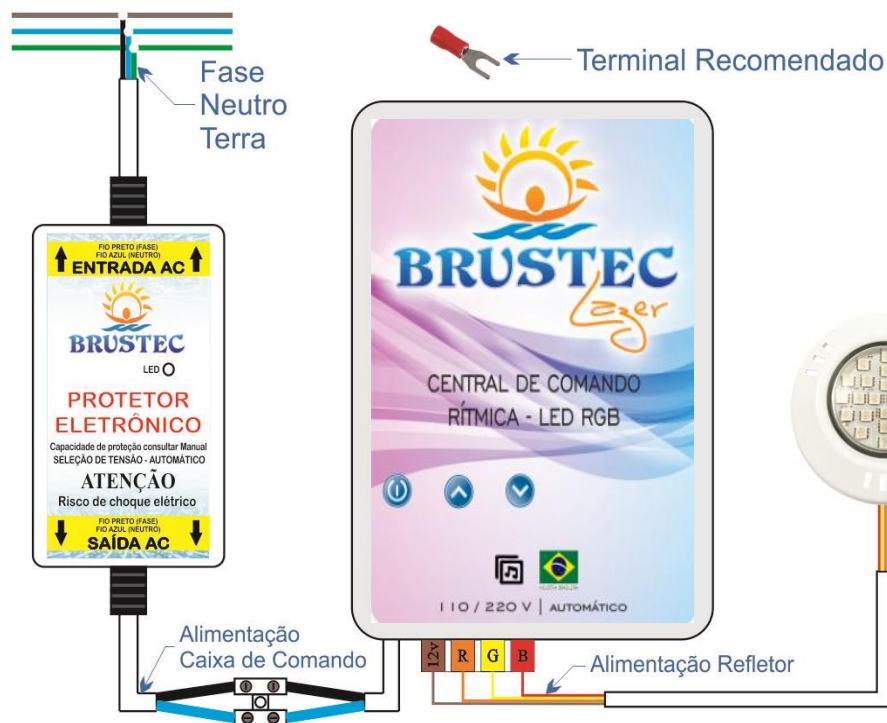 Terminal Recomendado
Fase
Neutro
Terra
FIO PRETO (FASE)
FIO AZUL (NEUTRO)
ENTRADA AC
BRUSTEC
LED
PROTETOR
ELETRÔNICO
Capacidade de proteção consultar Manual
SELEÇÃO DE TENSÃO - AUTOMÁTICO
ATENÇÃO
Risco de choque elétrico
FIO PRETO (FASE)
FIO AZUL (NEUTRO)
SAÍDA AC
BRUSTEC
Lazer
CENTRAL DE COMANDO
RÍTMICA - LED RGB
110 / 220 V | AUTOMÁTICO
12v R G B
Alimentação
Caixa de Comando
Alimentação Refletor